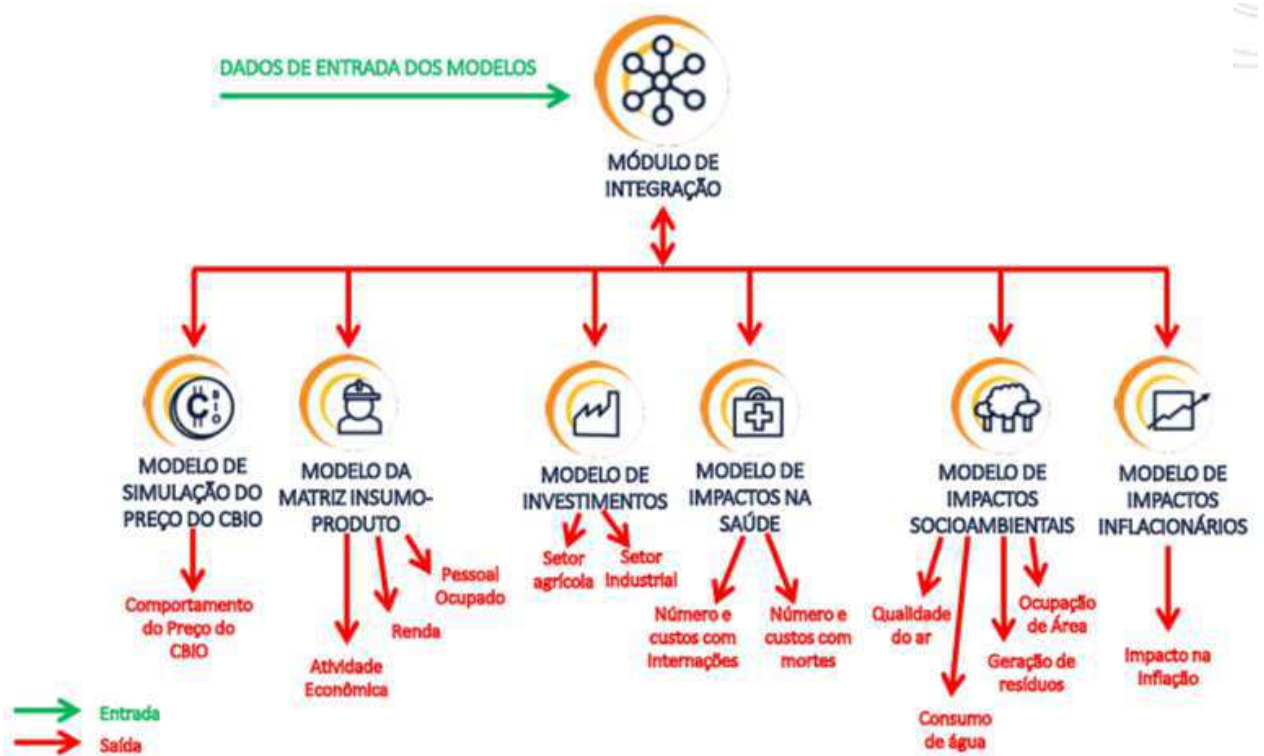 DADOS DE ENTRADA DOS MODELOS
MÓDULO DE
INTEGRAÇÃO
C BIO
MODELO DE
SIMULAÇÃO DO
PREÇO DO CBIO
MODELO DA
MATRIZ INSUMO-
PRODUTO
MODELO DE
INVESTIMENTOS
MODELO DE
IMPACTOS NA
SAÚDE
MODELO DE
IMPACTOS
SOCIOAMBIENTAIS
MODELO DE
IMPACTOS
INFLACIONÁRIOS
Comportamento
do Preço do
CBIO
Atividade
Econômica
Renda
Pessoal
Ocupado
Setor
agrícola
Setor
Industrial
Número e
custos com
Internações
Número e
custos com
mortes
Qualidade
do ar
Consumo
de água
Geração de
resíduos
Ocupação
de Área
Impacto na
Inflação
Entrada
Saída